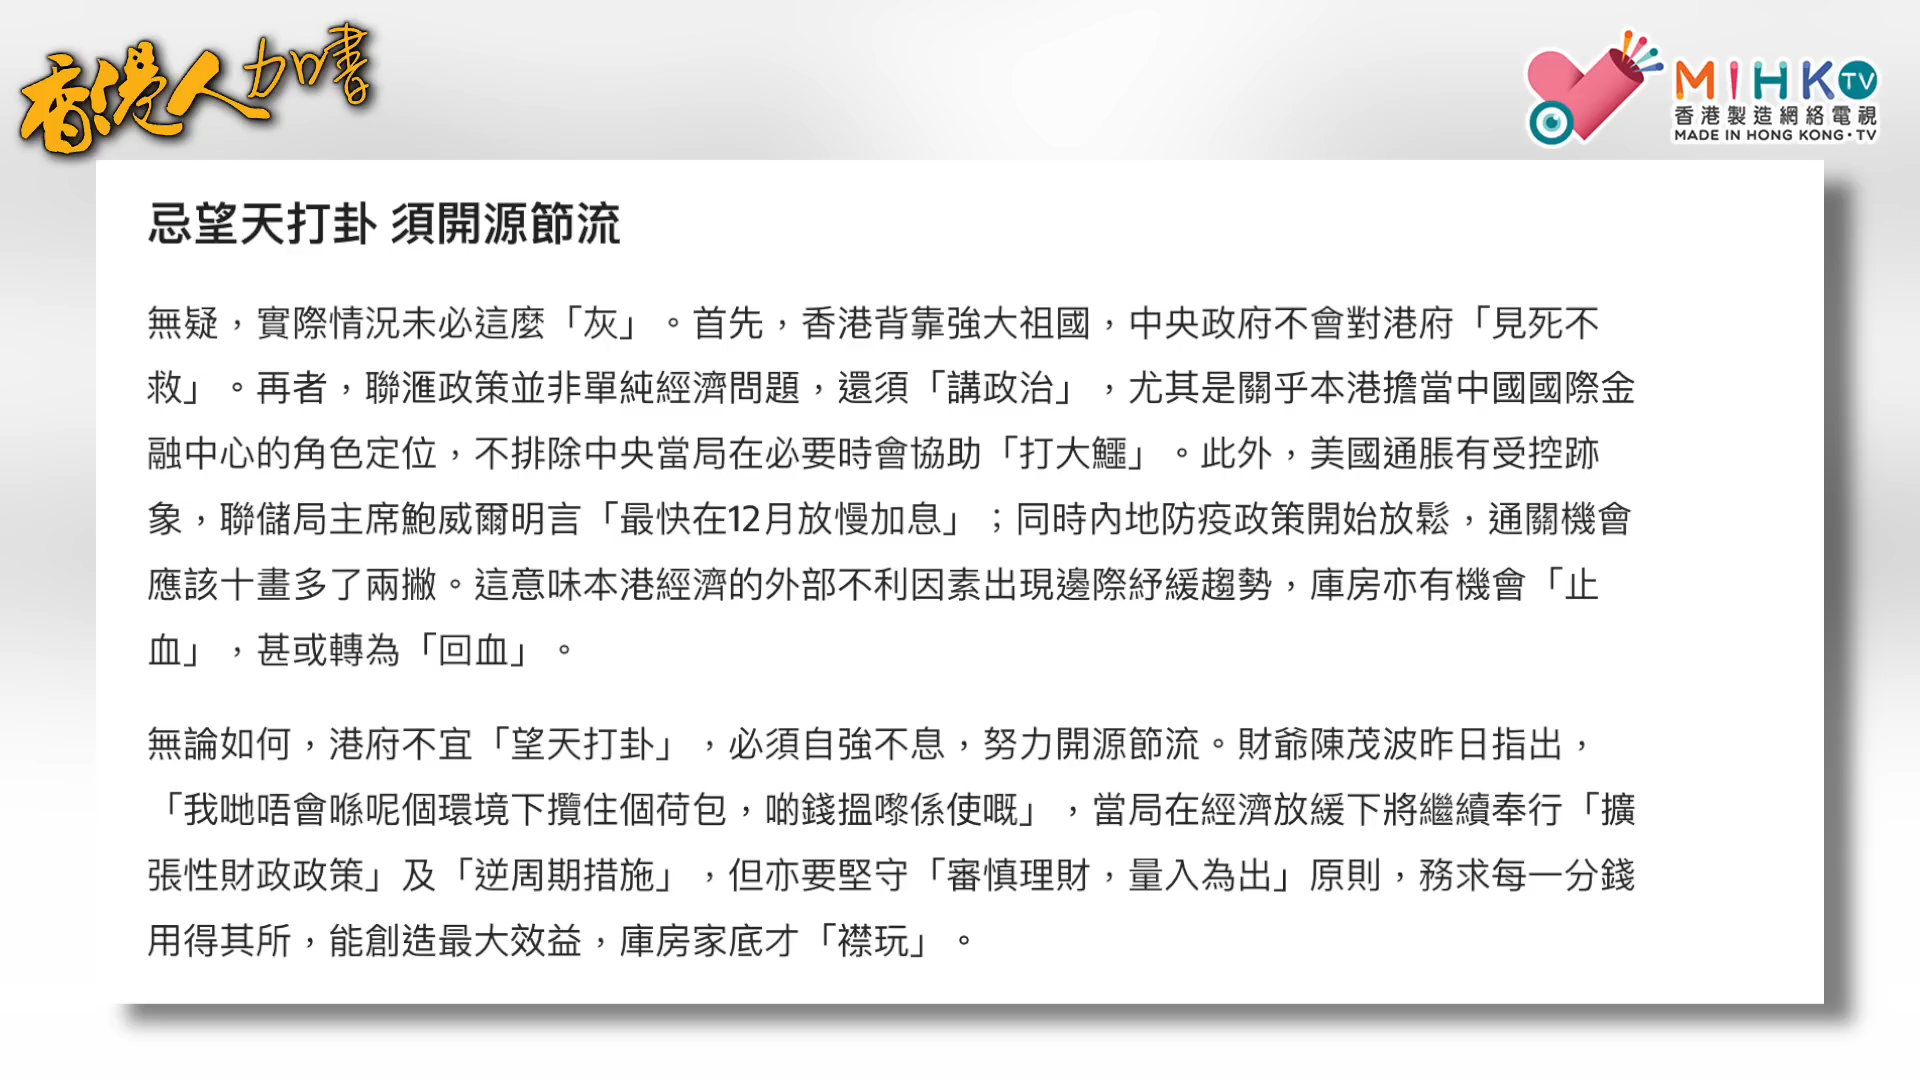 香港人加嘢
MIHK TV
香港製造網絡電視
MADE IN HONG KONG·TV
忌望天打卦 須開源節流
無疑，實際情況未必這麼「灰」。首先，香港背靠強大祖國，中央政府不會對港府「見死不
救」。再者，聯滙政策並非單純經濟問題，還須「講政治」，尤其是關乎本港擔當中國國際金
融中心的角色定位，不排除中央當局在必要時會協助「打大鱷」。此外，美國通脹有受控跡
象，聯儲局主席鮑威爾明言「最快在12月放慢加息」；同時內地防疫政策開始放鬆，通關機會
應該十畫多了兩撇。這意味本港經濟的外部不利因素出現邊際紓緩趨勢，庫房亦有機會「止
血」，甚或轉為「回血」。
無論如何，港府不宜「望天打卦」，必須自強不息，努力開源節流。財爺陳茂波昨日指出，
「我哋唔會喺呢個環境下攬住個荷包，啲錢搵嚟係使嘅」，當局在經濟放緩下將繼續奉行「擴
張性財政政策」及「逆周期措施」，但亦要堅守「審慎理財，量入為出」原則，務求每一分錢
用得其所，能創造最大效益，庫房家底才「襟玩」。